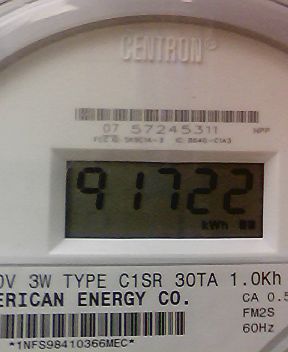 CENTRON®
07 57245311 NPP
91722
kWh
0V 3W TYPE C1SR 30TA 1.0Kh
ERICAN ENERGY CO.
CA 0.5
FM2S
60Hz
*1NFS98410366MEC*